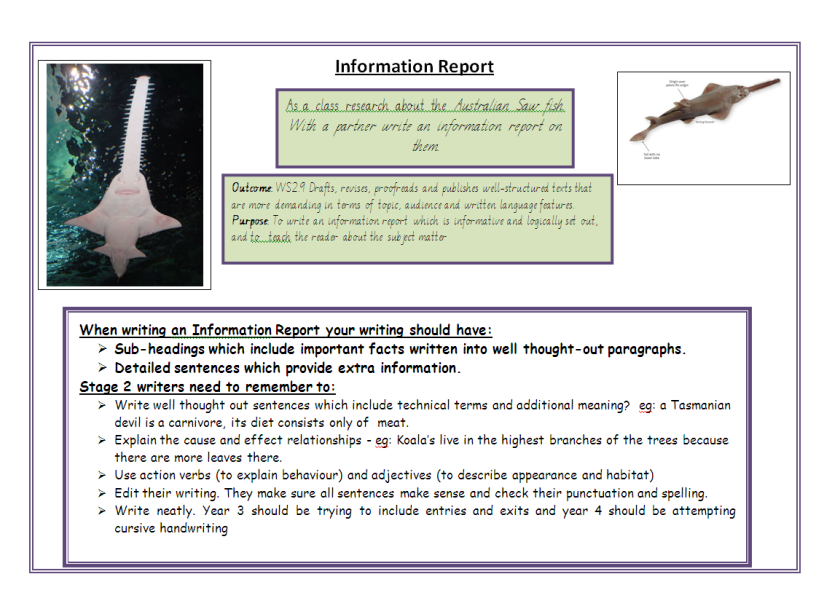 Information Report
As a class research about the Australian Saw fish.
With a partner write an information report on
them.
Outcome: WS2.9 Drafts, revises, proofreads and publishes well-structured texts that
are more demanding in terms of topic, audience and written language features.
Purpose: To write an information report which is informative and logically set out,
and to teach the reader about the subject matter
When writing an Information Report your writing should have:
➢ Sub-headings which include important facts written into well thought-out paragraphs.
➢ Detailed sentences which provide extra information.
Stage 2 writers need to remember to:
➢ Write well thought out sentences which include technical terms and additional meaning? eg: a Tasmanian
devil is a carnivore, its diet consists only of meat.
➢ Explain the cause and effect relationships - eg: Koala's live in the highest branches of the trees because
there are more leaves there.
➢ Use action verbs (to explain behaviour) and adjectives (to describe appearance and habitat)
➢ Edit their writing. They make sure all sentences make sense and check their punctuation and spelling.
➢ Write neatly. Year 3 should be trying to include entries and exits and year 4 should be attempting
cursive handwriting